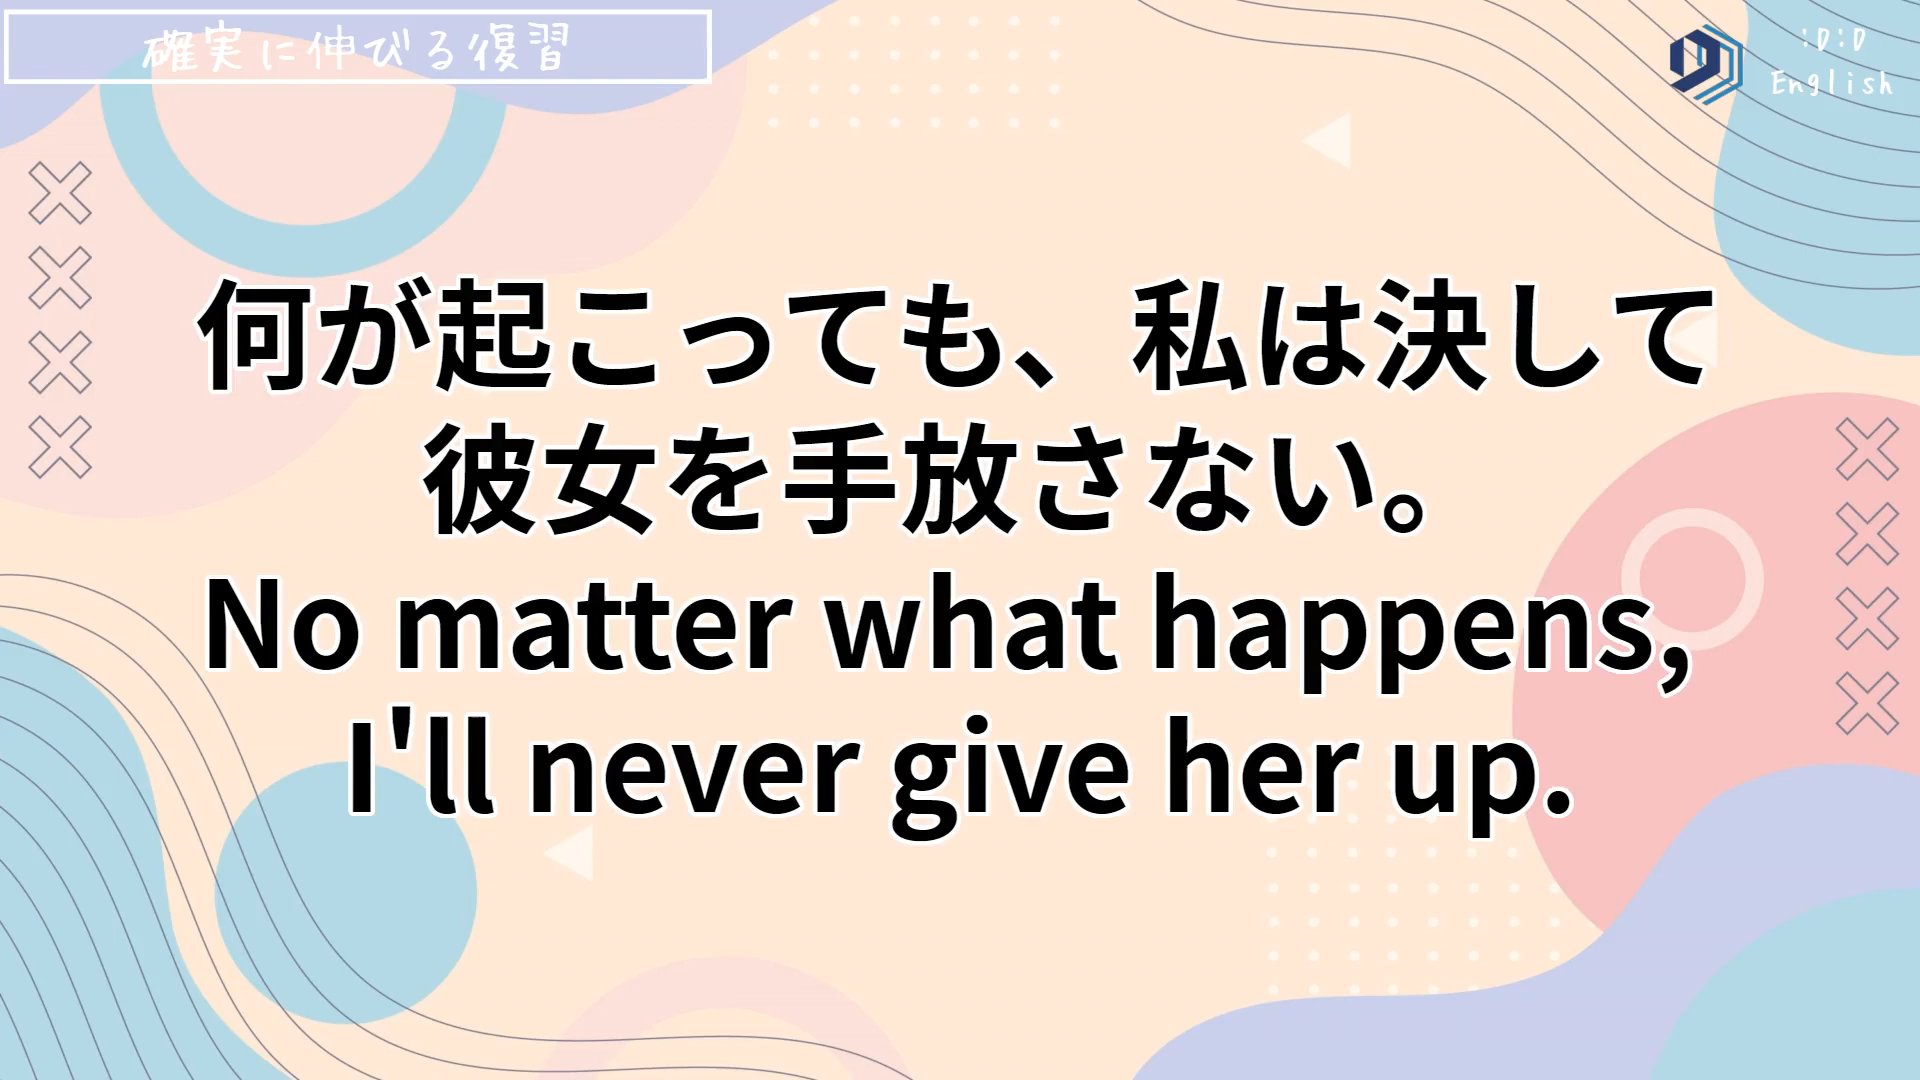 確実に伸びる復習
:D:D
English
何が起こっても、私は決して
彼女を手放さない。
No matter what happens,
I'll never give her up.